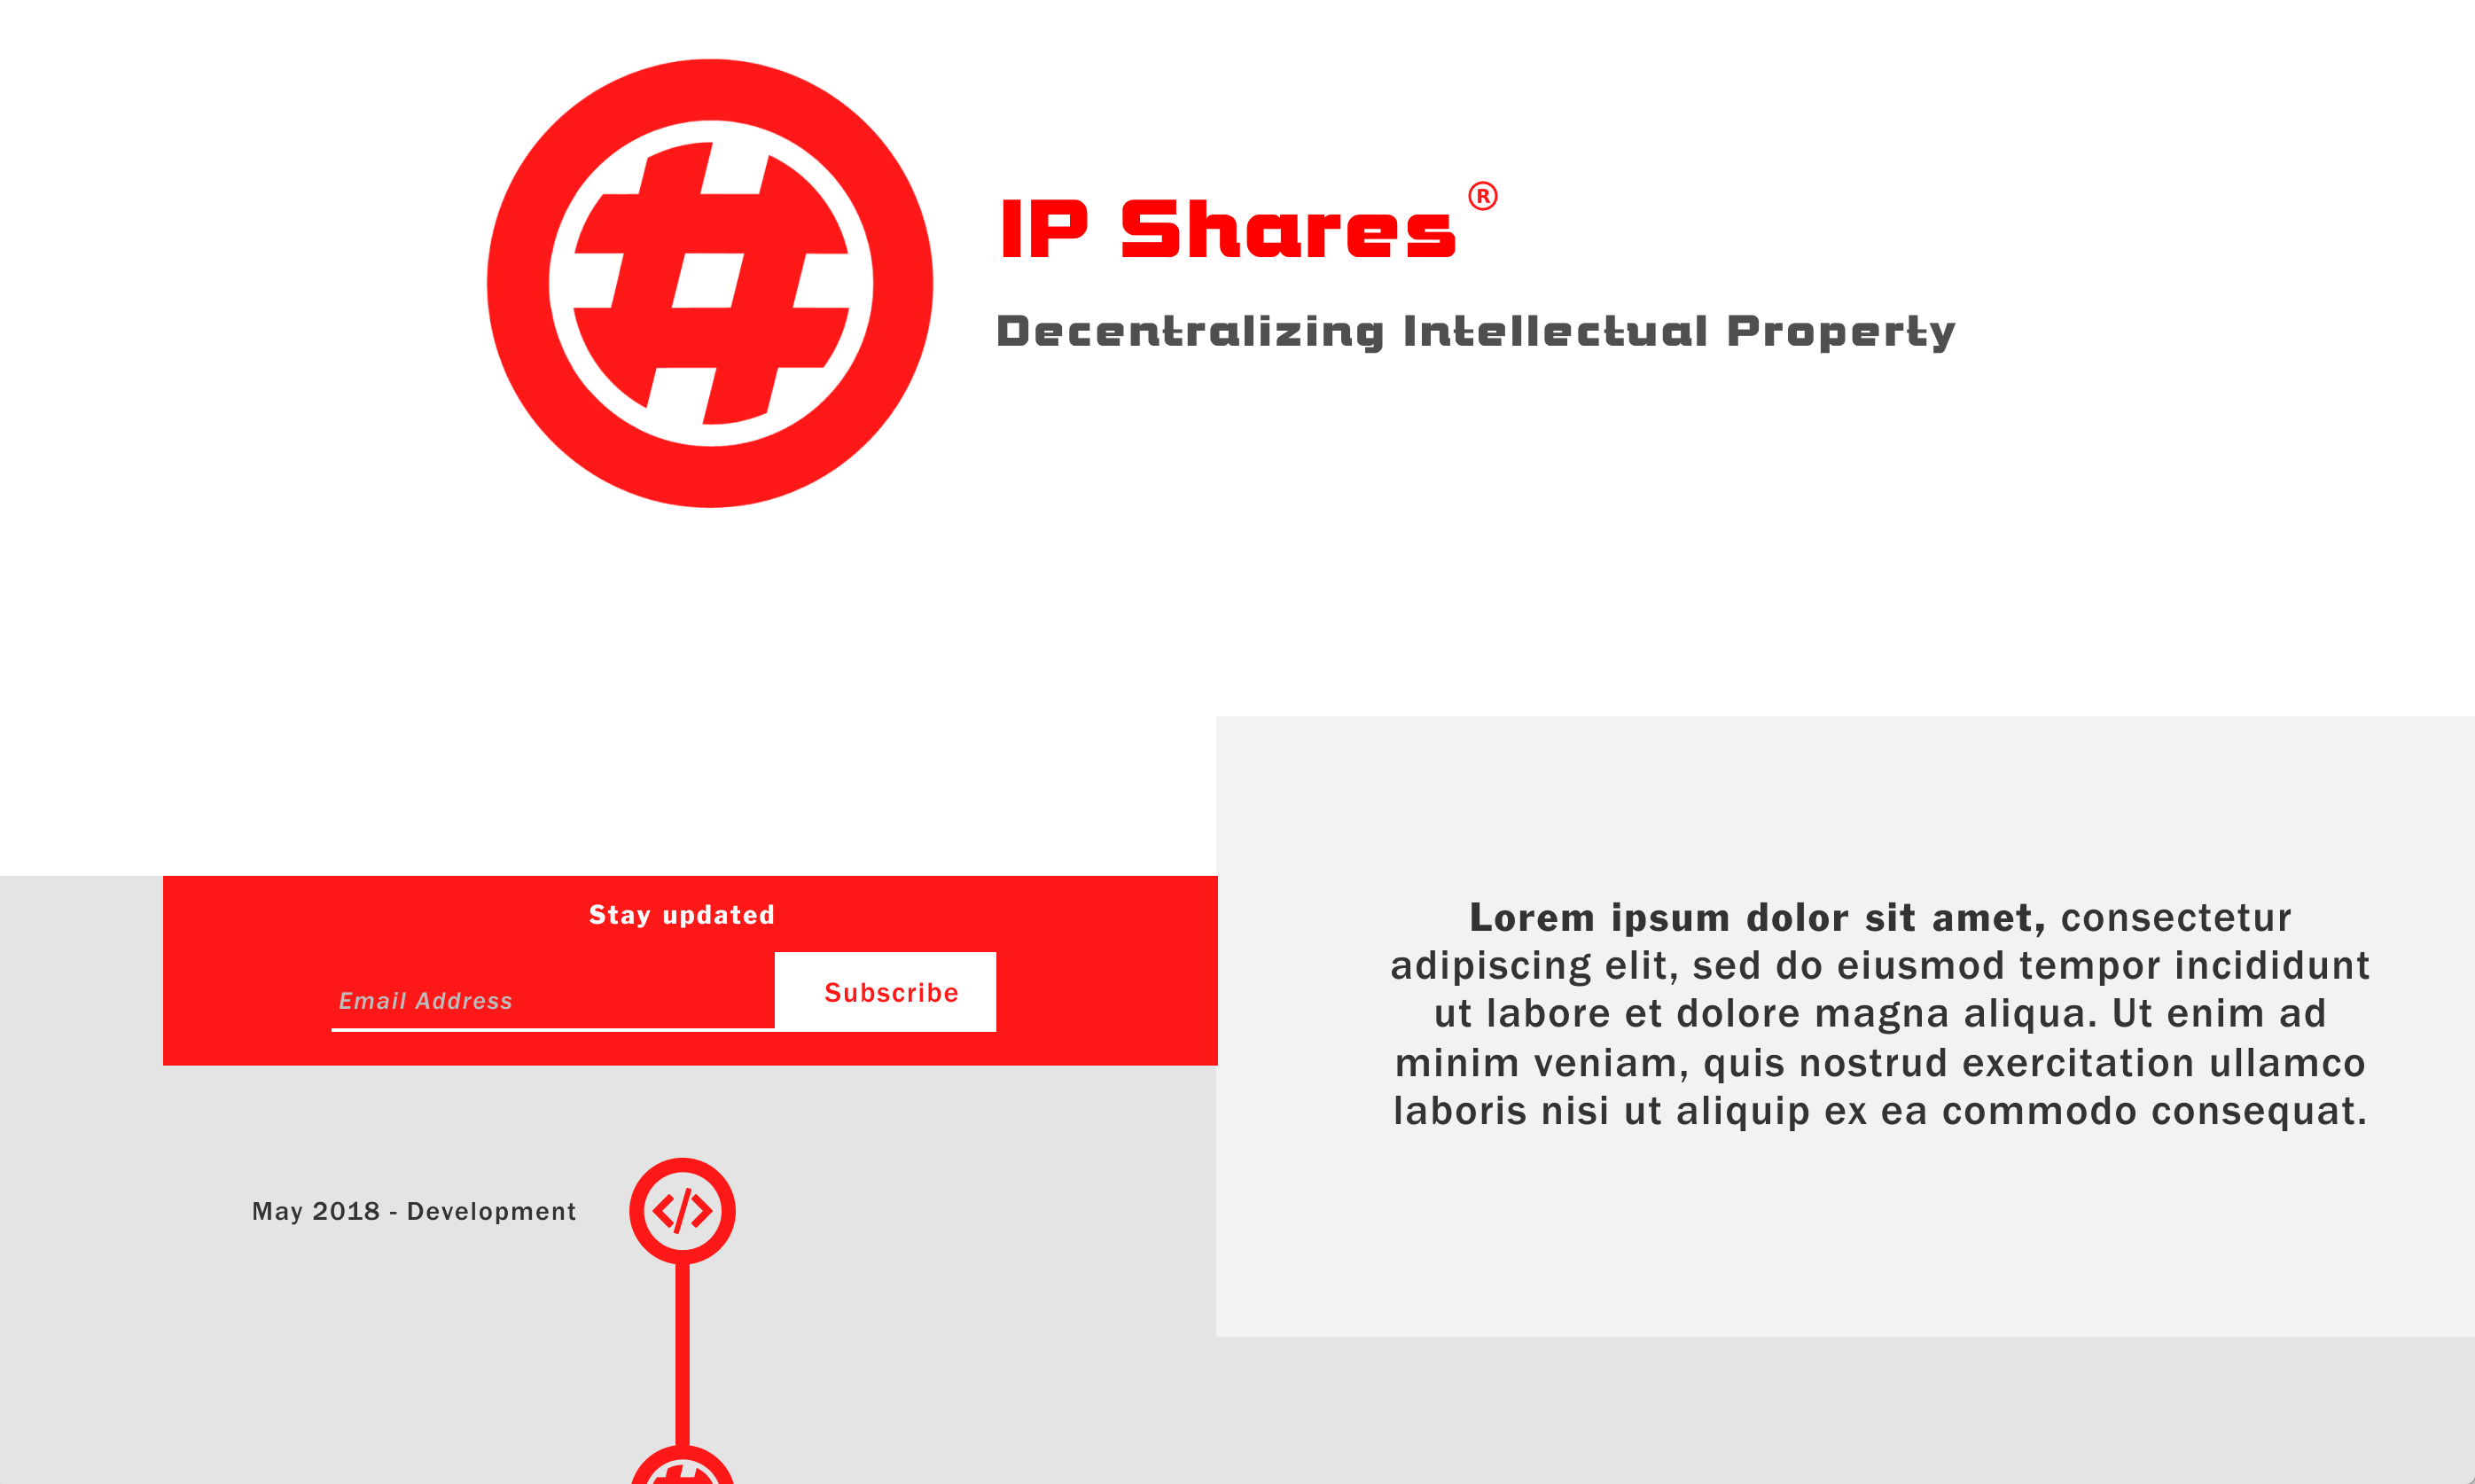 IP Shares®
Decentralizing Intellectual Property
Stay updated
Email Address
Subscribe
Lorem ipsum dolor sit amet, consectetur
adipiscing elit, sed do eiusmod tempor incididunt
ut labore et dolore magna aliqua. Ut enim ad
minim veniam, quis nostrud exercitation ullamco
laboris nisi ut aliquip ex ea commodo consequat.
May 2018 - Development